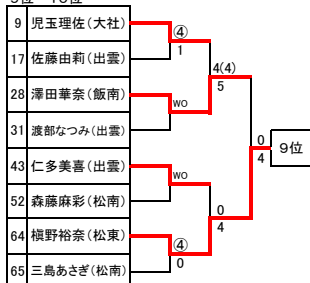 9 児玉玲佐(大社)
④
17 佐藤由莉(出雲)
1
4(4)
5
28 澤田華奈(飯南)
WO
31 渡部なつみ(出雲)
0
4
9位
43 仁多美喜(出雲)
WO
52 森藤麻彩(松南)
0
4
64 槇野裕奈(松東)
④
65 三島あさぎ(松南)
0